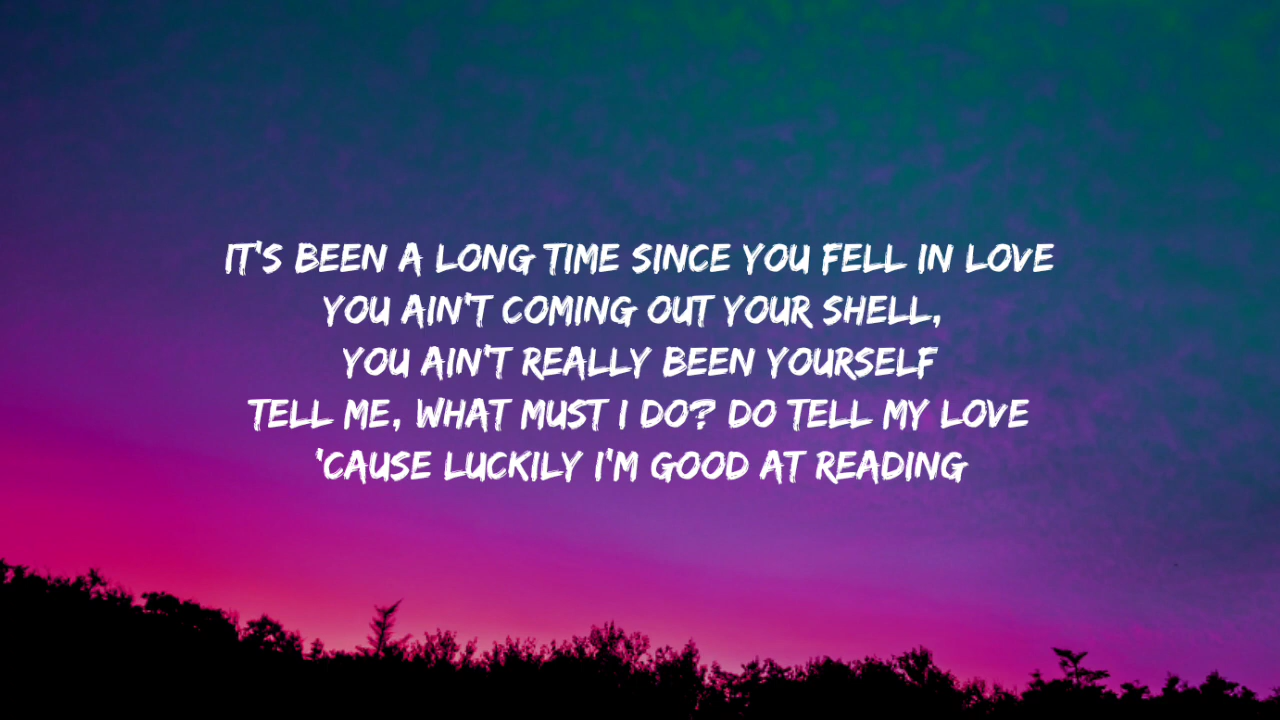 IT'S BEEN A LONG TIME SINCE YOU FELL IN LOVE
YOU AIN'T COMING OUT YOUR SHELL,
YOU AIN'T REALLY BEEN YOURSELF
TELL ME, WHAT MUST I DO? DO TELL MY LOVE
'CAUSE LUCKILY I'M GOOD AT READING